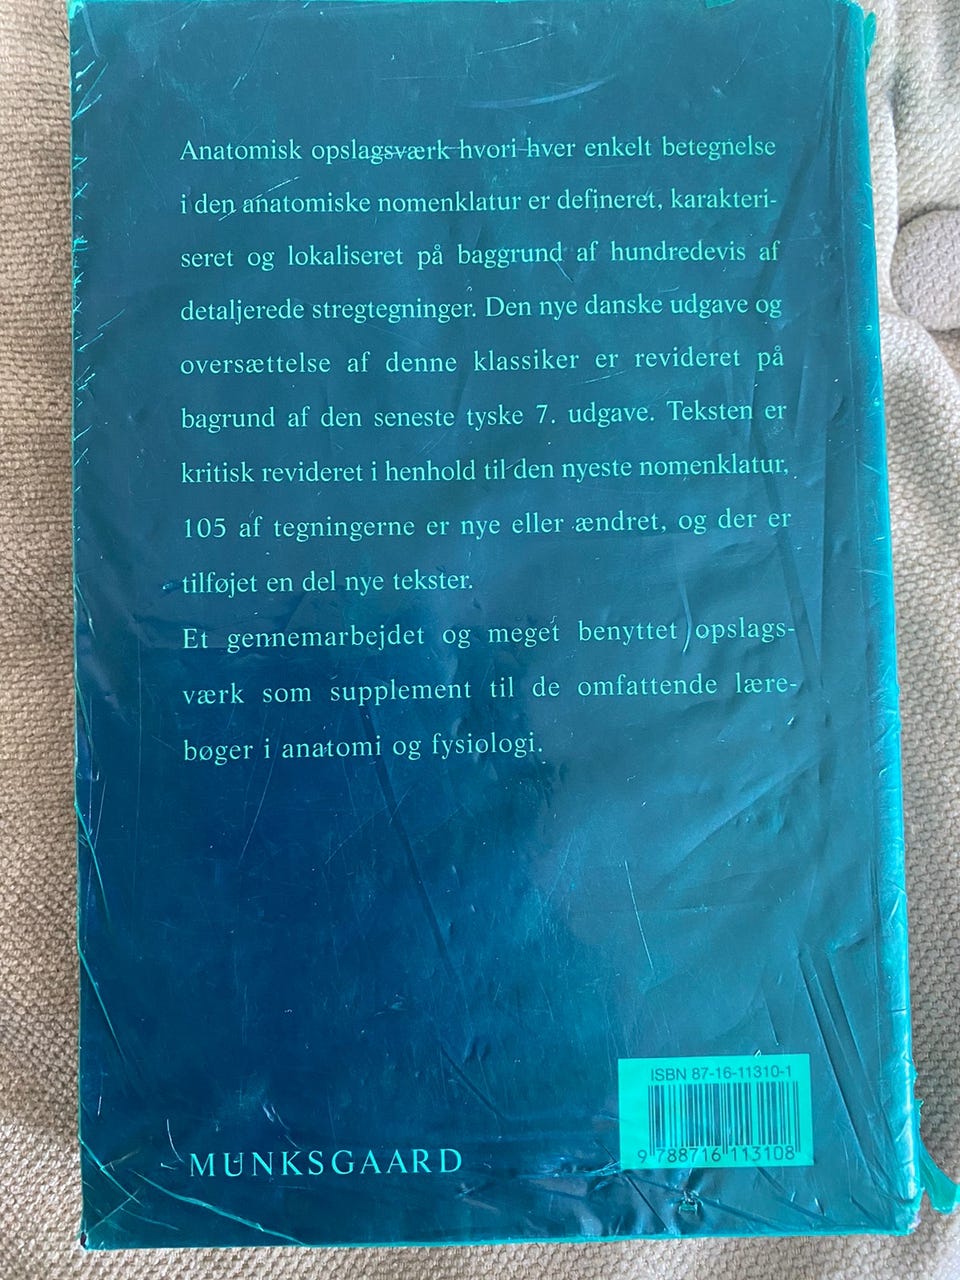 Anatomisk opslagsværk hvori hver enkelt betegnelse
i den anatomiske nomenklatur er defineret, karakteri-
seret og lokaliseret på baggrund af hundredevis af
detaljerede stregtegninger. Den nye danske udgave og
oversættelse af denne klassiker er revideret på
bagrund af den seneste tyske 7. udgave. Teksten er
kritisk revideret i henhold til den nyeste nomenklatur,
105 af tegningerne er nye eller ændret, og der er
tilføjet en del nye tekster.
Et gennemarbejdet og meget benyttet opslags-
værk som supplement til de omfattende lære-
bøger i anatomi og fysiologi.
ISBN 87-16-11310-1
9 788716 113108
MUNKSGAARD